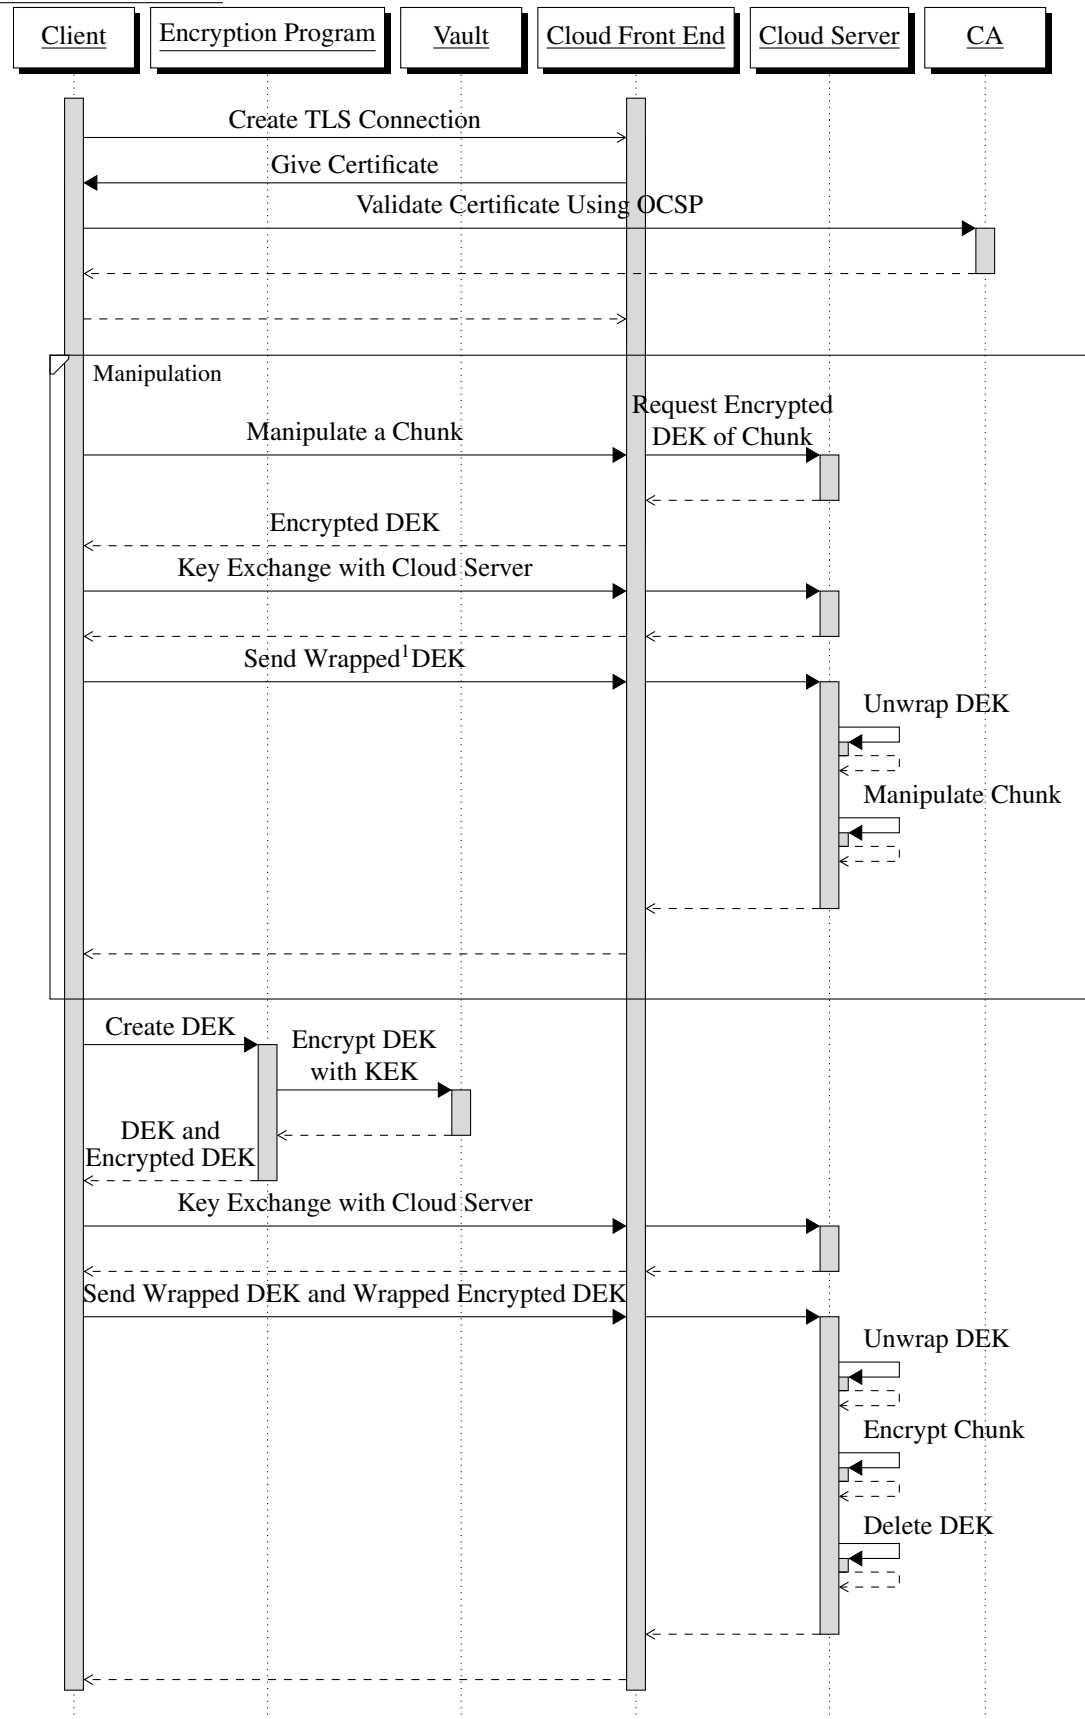 Client
Encryption Program
Vault
Cloud Front End
Cloud Server
CA
Create TLS Connection
Give Certificate
Validate Certificate Using OCSP
Manipulation
Request Encrypted
DEK of Chunk
Manipulate a Chunk
Encrypted DEK
Key Exchange with Cloud Server
Send Wrapped¹DEK
Unwrap DEK
Manipulate Chunk
Create DEK
Encrypt DEK
with KEK
DEK and
Encrypted DEK
Key Exchange with Cloud Server
Send Wrapped DEK and Wrapped Encrypted DEK
Unwrap DEK
Encrypt Chunk
Delete DEK